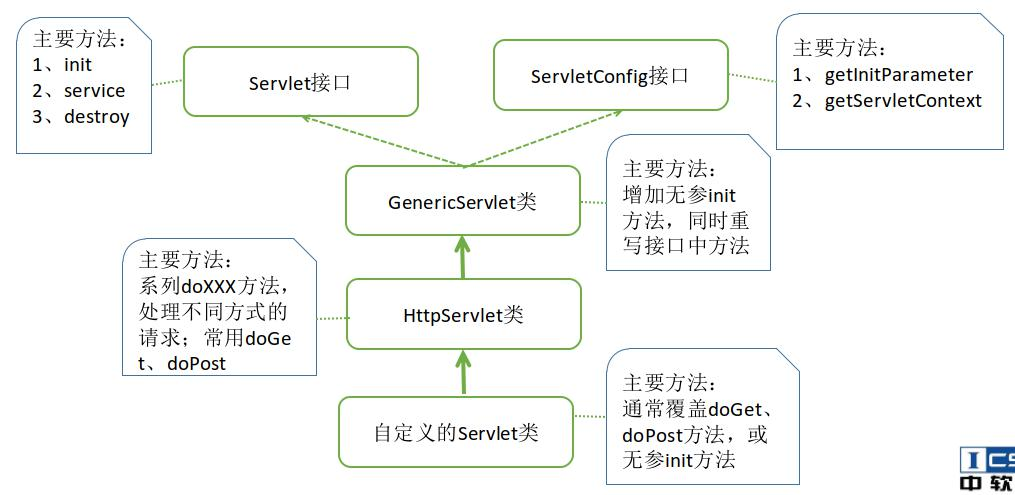 主要方法：
1、init
2、service
3、destroy
Servlet接口
ServletConfig接口
主要方法：
1、getInitParameter
2、getServletContext
GenericServlet类
主要方法：
增加无参init
方法，同时重
写接口中方法
主要方法：
系列doXXX方法，
处理不同方式的
请求；常用doGe
t、doPost
HttpServlet类
自定义的Servlet类
主要方法：
通常覆盖doGet、
doPost方法，或
无参init方法
ICS
中软